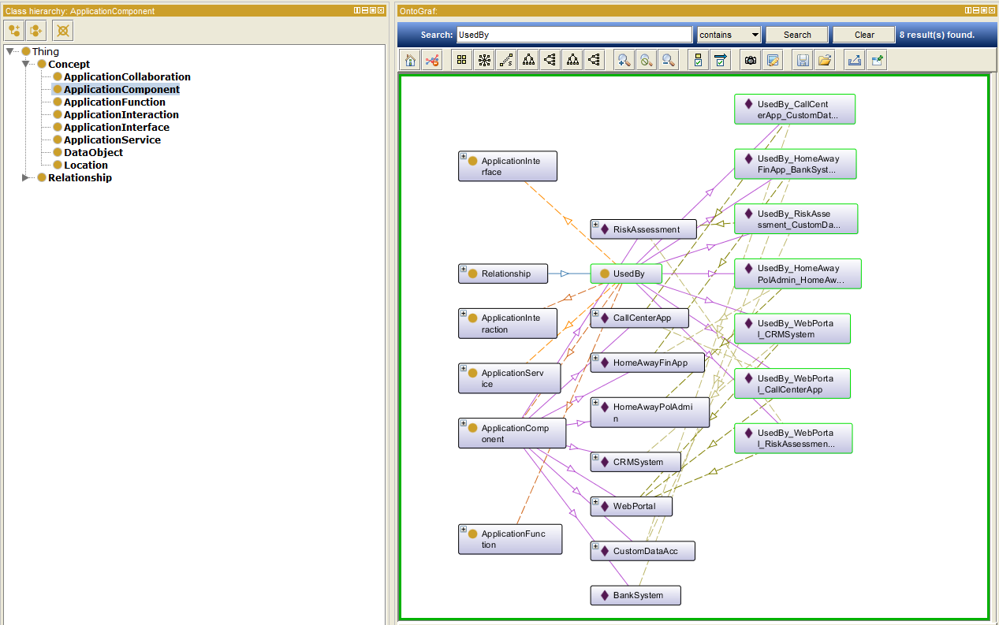 Class hierarchy: ApplicationComponent
Thing
Concept
ApplicationCollaboration
ApplicationComponent
ApplicationFunction
ApplicationInteraction
ApplicationInterface
ApplicationService
DataObject
Location
Relationship
OntoGraf:
Search: UsedBy contains Search Clear 8 result(s) found.
UsedBy_CallCent
erApp_CustomDat...
ApplicationInte
rface
UsedBy_HomeAway
FinApp_BankSyst...
RiskAssessment
UsedBy_RiskAsse
ssment_CustomDa...
Relationship
UsedBy
UsedBy_HomeAway
PolAdmin_HomeAw...
ApplicationInte
raction
CallCenterApp
UsedBy_WebPorta
l_CRMSystem
ApplicationServ
ice
HomeAwayFinApp
UsedBy_WebPorta
l_CallCenterApp
ApplicationComp
onent
HomeAwayPolAdmi
n
UsedBy_WebPorta
l_RiskAssessmen...
CRMSystem
WebPortal
ApplicationFunc
tion
CustomDataAcc
BankSystem